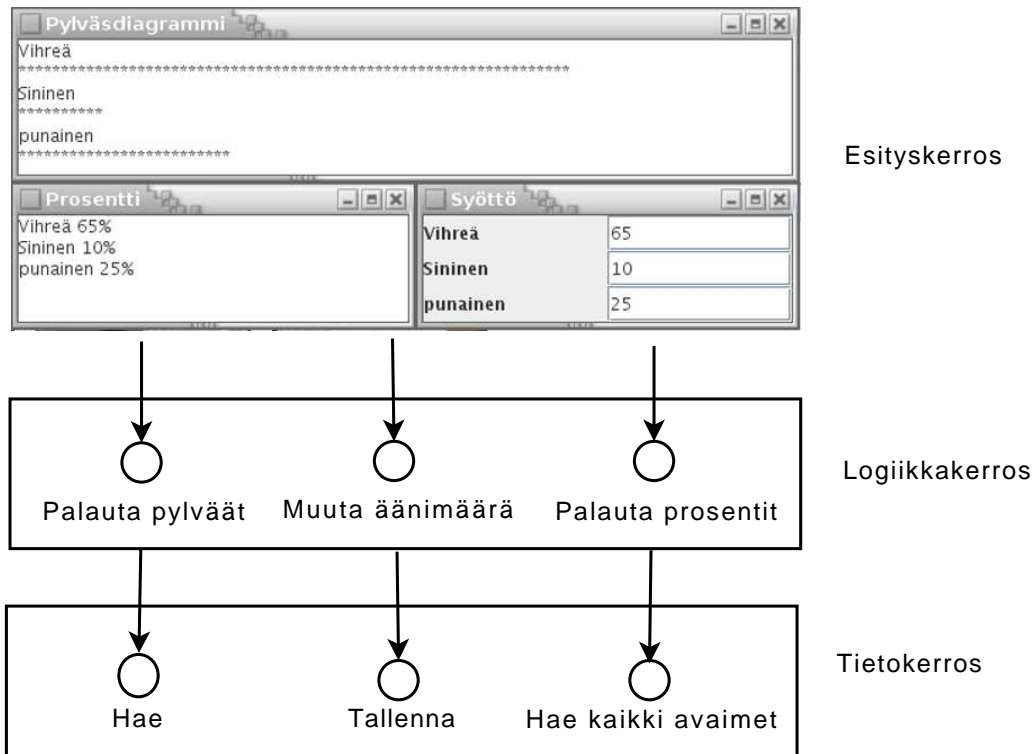 Pylväsdiagrammi
Vihreä
*****************************************************************
Sininen
**********
punainen
*************************
Esityskerros
Prosentti
Vihreä 65%
Sininen 10%
punainen 25%
Syöttö
Vihreä 65
Sininen 10
punainen 25
Logiikkakerros
Palauta pylväät Muuta äänimäärä Palauta prosentit
Tietokerros
Hae Tallenna Hae kaikki avaimet